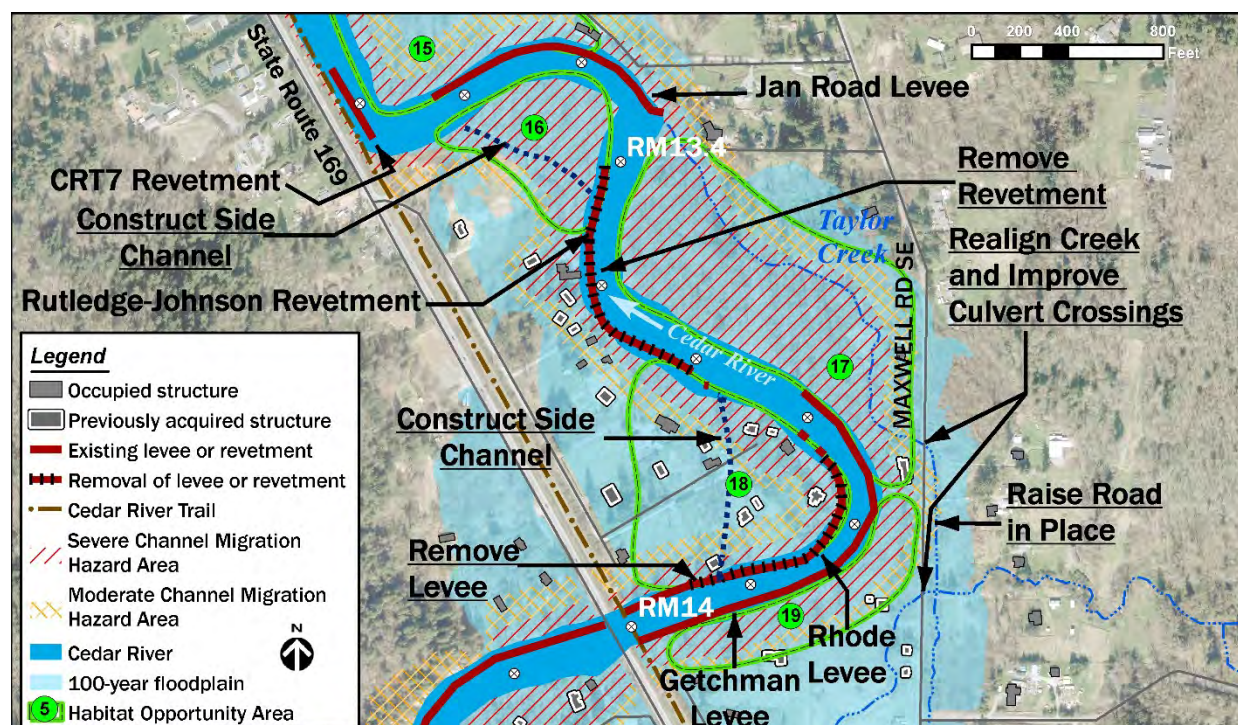 0 200 400 800
Feet
15
State Route 169
Jan Road Levee
16
RM13.4
CRT7 Revetment
Construct Side
Channel
Remove
Revetment
Taylor
Creek
MAXWELL RD SE
Realign Creek
and Improve
Culvert Crossings
Rutledge-Johnson Revetment
Cedar River
17
Construct Side
Channel
18
Raise Road
in Place
Remove
Levee
RM14
19
Rhode
Levee
Getchman
Levee
Legend
Occupied structure
Previously acquired structure
Existing levee or revetment
Removal of levee or revetment
Cedar River Trail
Severe Channel Migration
Hazard Area
Moderate Channel Migration
Hazard Area
N
Cedar River
100-year floodplain
5 Habitat Opportunity Area